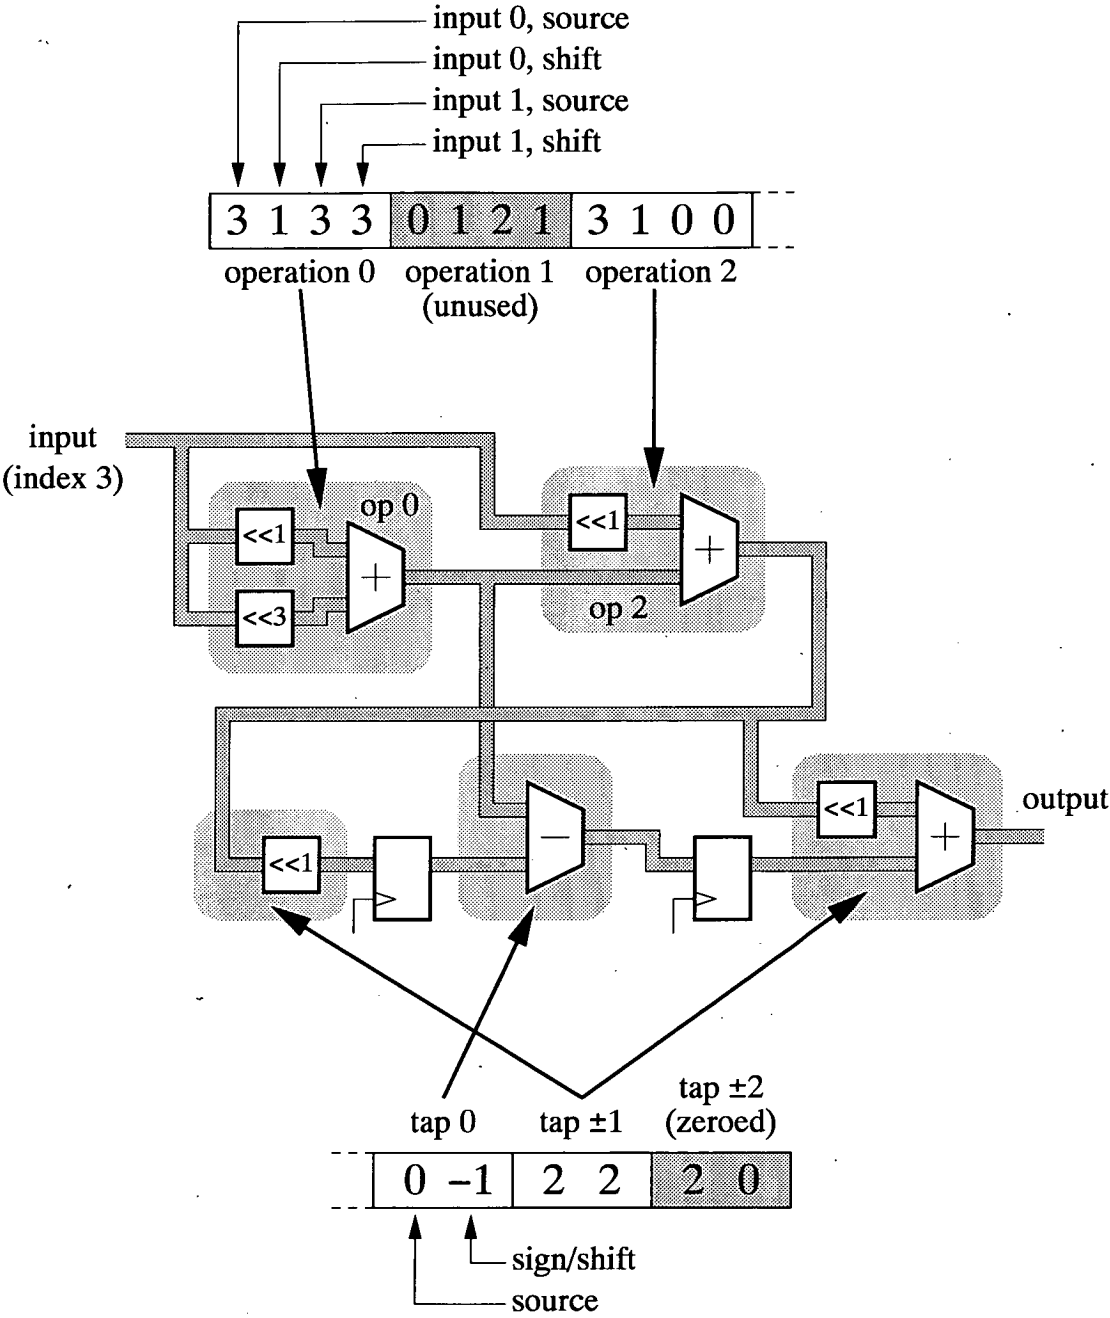 input 0, source
input 0, shift
input 1, source
input 1, shift
3 1 3 3 0 1 2 1 3 1 0 0
operation 0 operation 1 operation 2
(unused)
input
(index 3)
op 0
<<1
<<1
+
+
<<3
op 2
output
<<1
−
+
<<1
tap ±2
tap 0 tap ±1 (zeroed)
0 −1 2 2 2 0
sign/shift
source